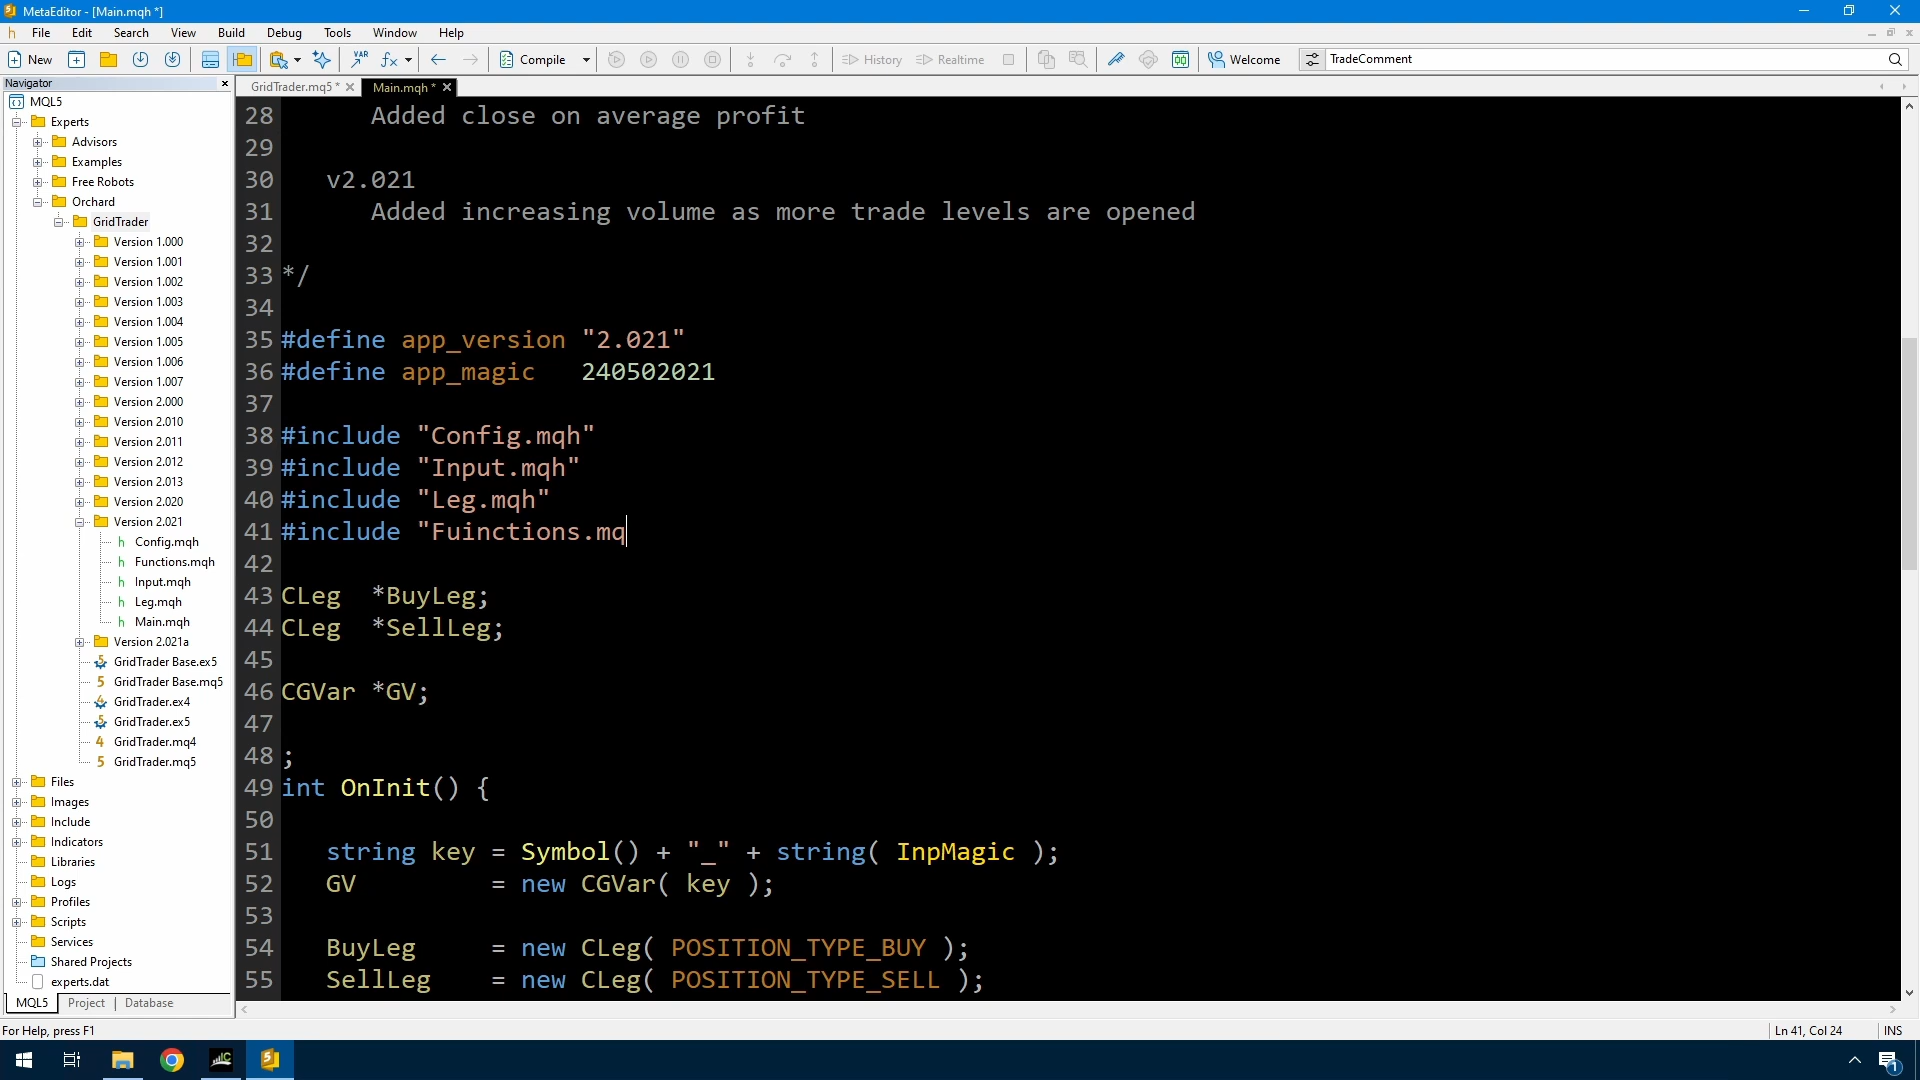 MetaEditor - [Main.mqh *]
File Edit Search View Build Debug Tools Window Help
New Compile History Realtime Welcome TradeComment
Navigator
GridTrader.mq5 * Main.mqh *
MQL5
Experts
Advisors
Examples
Free Robots
Orchard
GridTrader
Version 1.000
Version 1.001
Version 1.002
Version 1.003
Version 1.004
Version 1.005
Version 1.006
Version 1.007
Version 2.000
Version 2.010
Version 2.011
Version 2.012
Version 2.013
Version 2.020
Version 2.021
Config.mqh
Functions.mqh
Input.mqh
Leg.mqh
Main.mqh
Version 2.021a
GridTrader Base.ex5
GridTrader Base.mq5
GridTrader.ex4
GridTrader.ex5
GridTrader.mq4
GridTrader.mq5
Files
Images
Include
Indicators
Libraries
Logs
Profiles
Scripts
Services
Shared Projects
experts.dat
MQL5 Project Database
28 Added close on average profit
29
30 v2.021
31 Added increasing volume as more trade levels are opened
32
33 */
34
35 #define app_version "2.021"
36 #define app_magic 240502021
37
38 #include "Config.mqh"
39 #include "Input.mqh"
40 #include "Leg.mqh"
41 #include "Fuinctions.mq
42
43 CLeg *BuyLeg;
44 CLeg *SellLeg;
45
46 CGVar *GV;
47
48 ;
49 int OnInit() {
50
51 string key = Symbol() + "_" + string( InpMagic );
52 GV = new CGVar( key );
53
54 BuyLeg = new CLeg( POSITION_TYPE_BUY );
55 SellLeg = new CLeg( POSITION_TYPE_SELL );
For Help, press F1
Ln 41, Col 24 INS